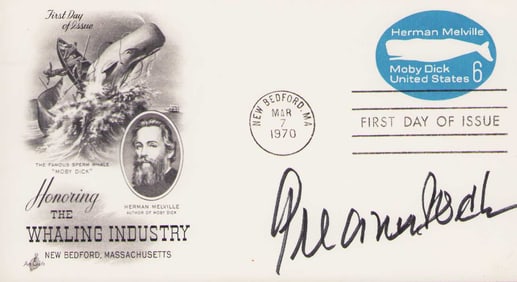 First Day
of Issue
THE FAMOUS SPERM WHALE
"MOBY DICK"
HERMAN MELVILLE
AUTHOR OF MOBY DICK
Honoring
THE
WHALING INDUSTRY
NEW BEDFORD, MASSACHUSETTS
ArtCraft
NEW BEDFORD, MA
MAR
7
1970
Herman Melville
Moby Dick
United States 6
FIRST DAY OF ISSUE